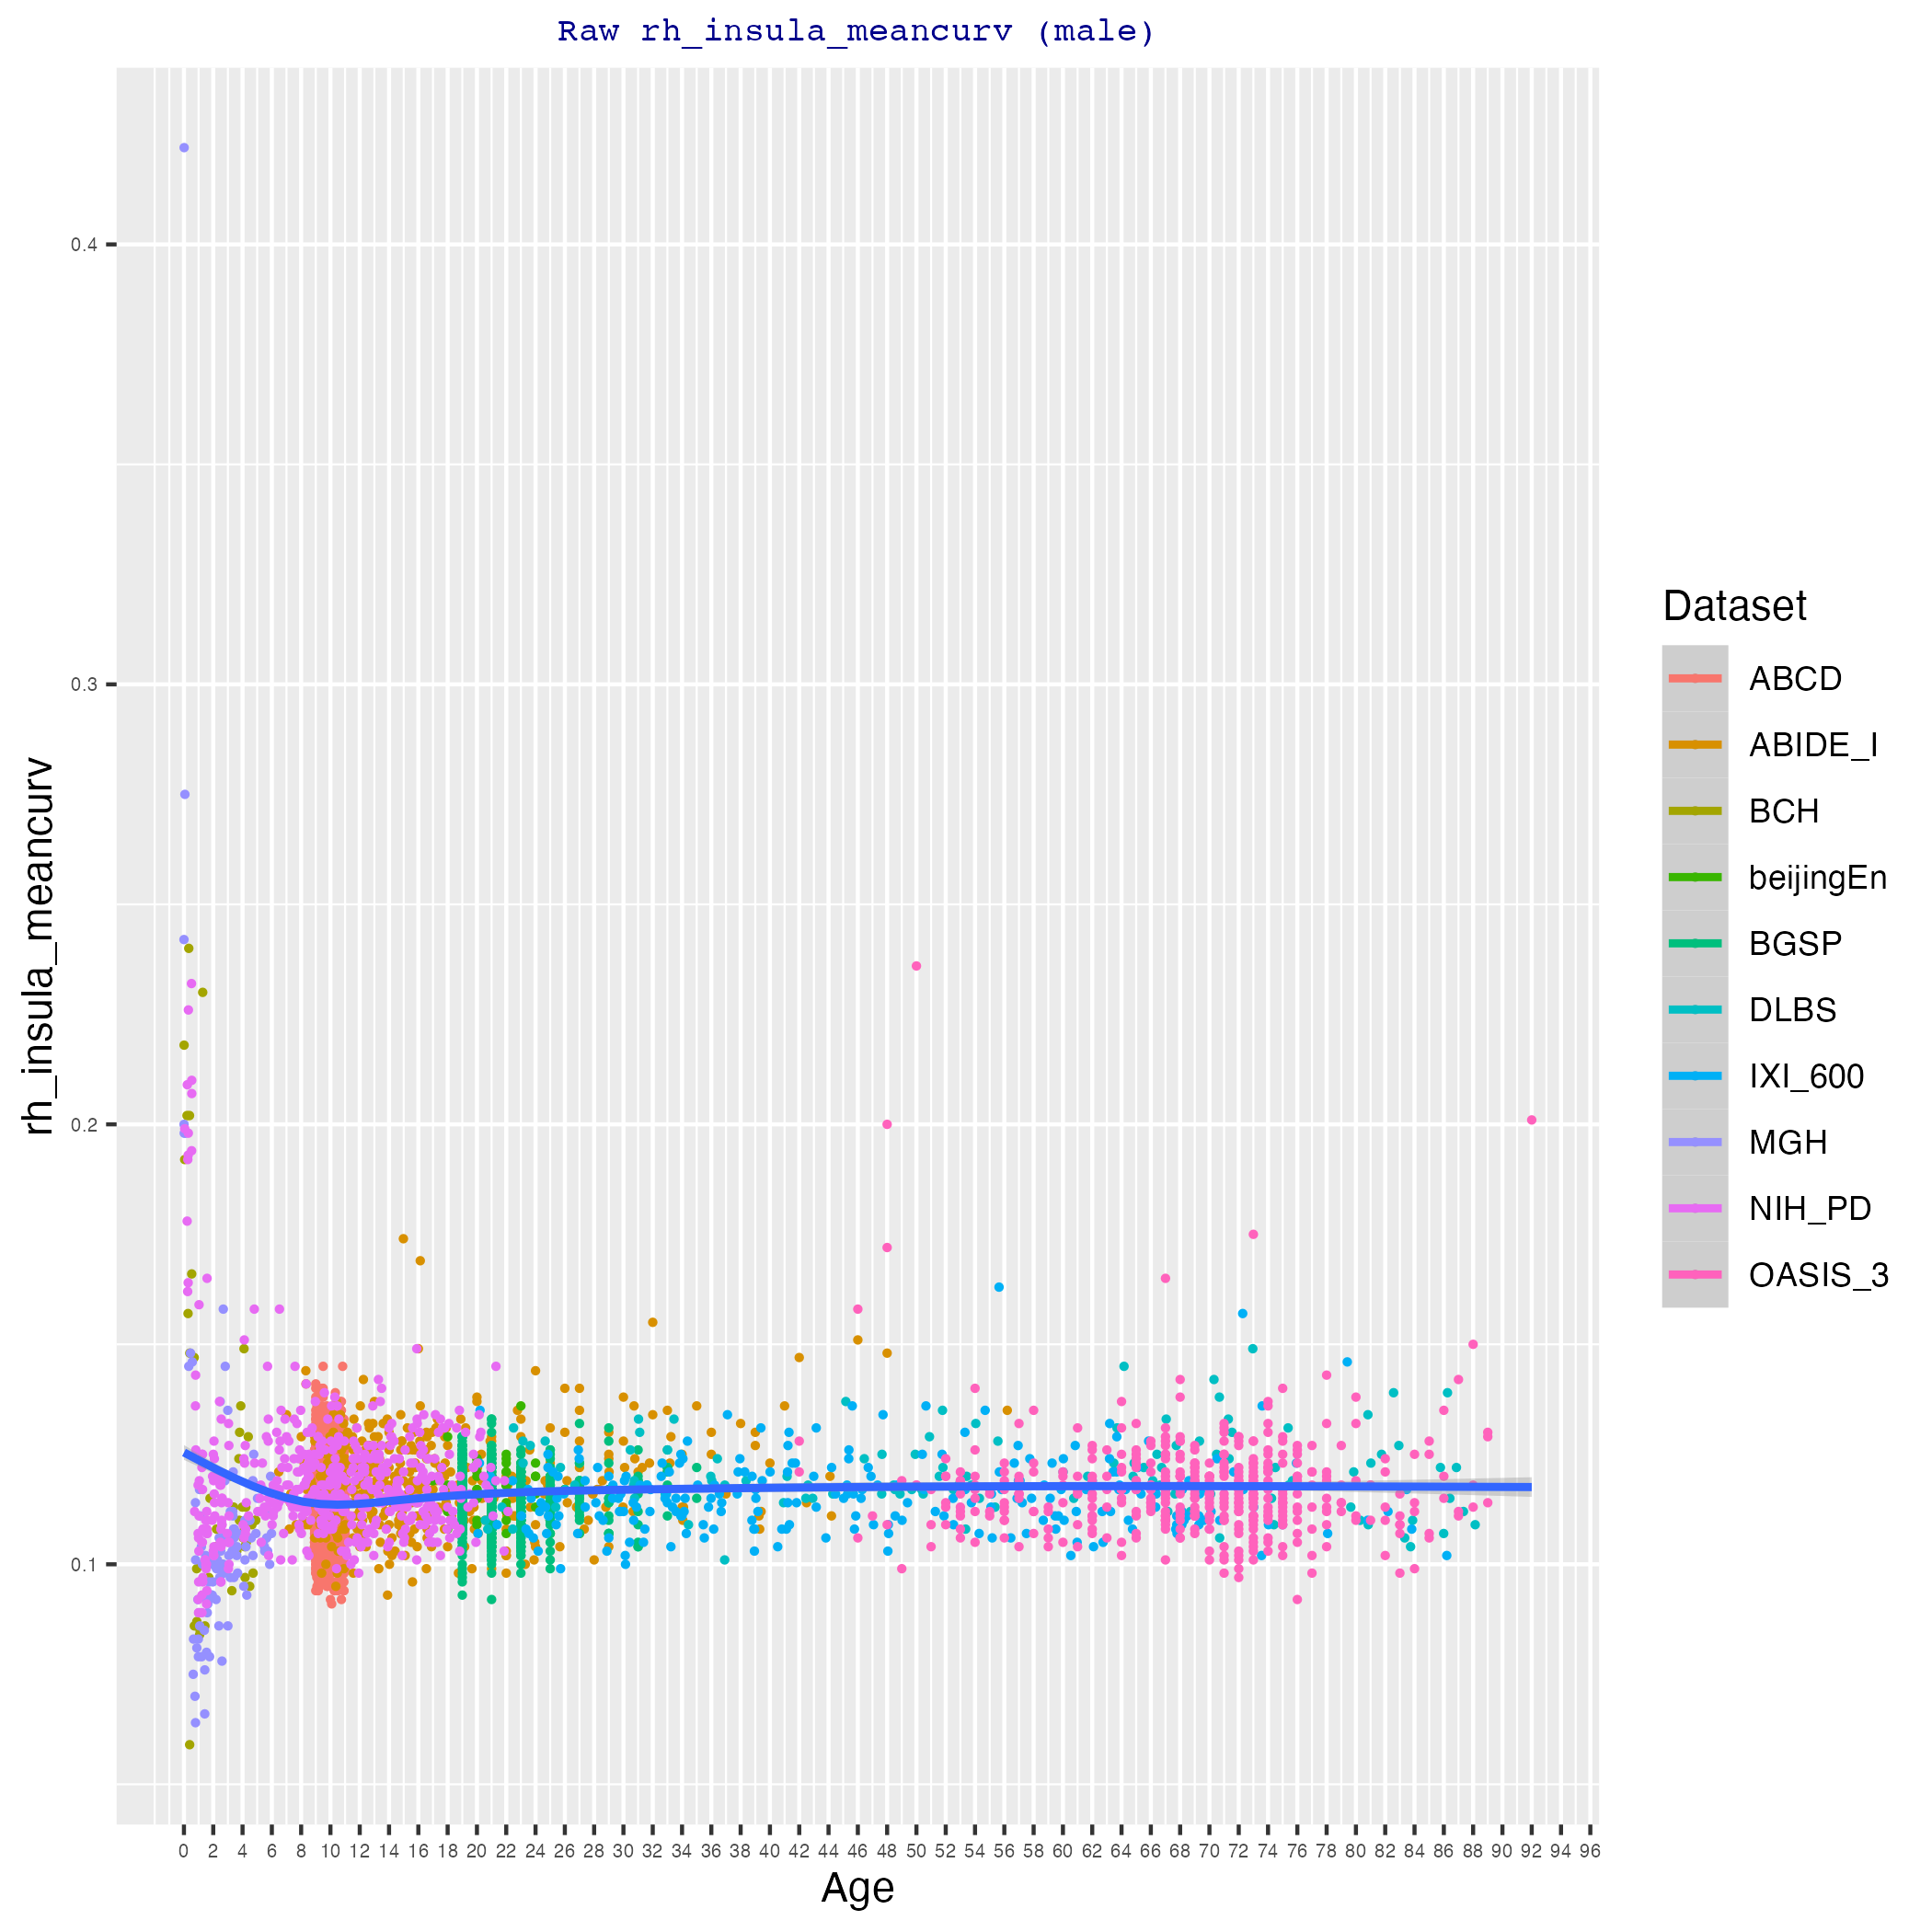 Raw rh_insula_meancurv (male)
rh_insula_meancurv
0.4
0.3
0.2
0.1
0 2 4 6 8 10 12 14 16 18 20 22 24 26 28 30 32 34 36 38 40 42 44 46 48 50 52 54 56 58 60 62 64 66 68 70 72 74 76 78 80 82 84 86 88 90 92 94 96
Age
Dataset
ABCD
ABIDE_I
BCH
beijingEn
BGSP
DLBS
IXI_600
MGH
NIH_PD
OASIS_3